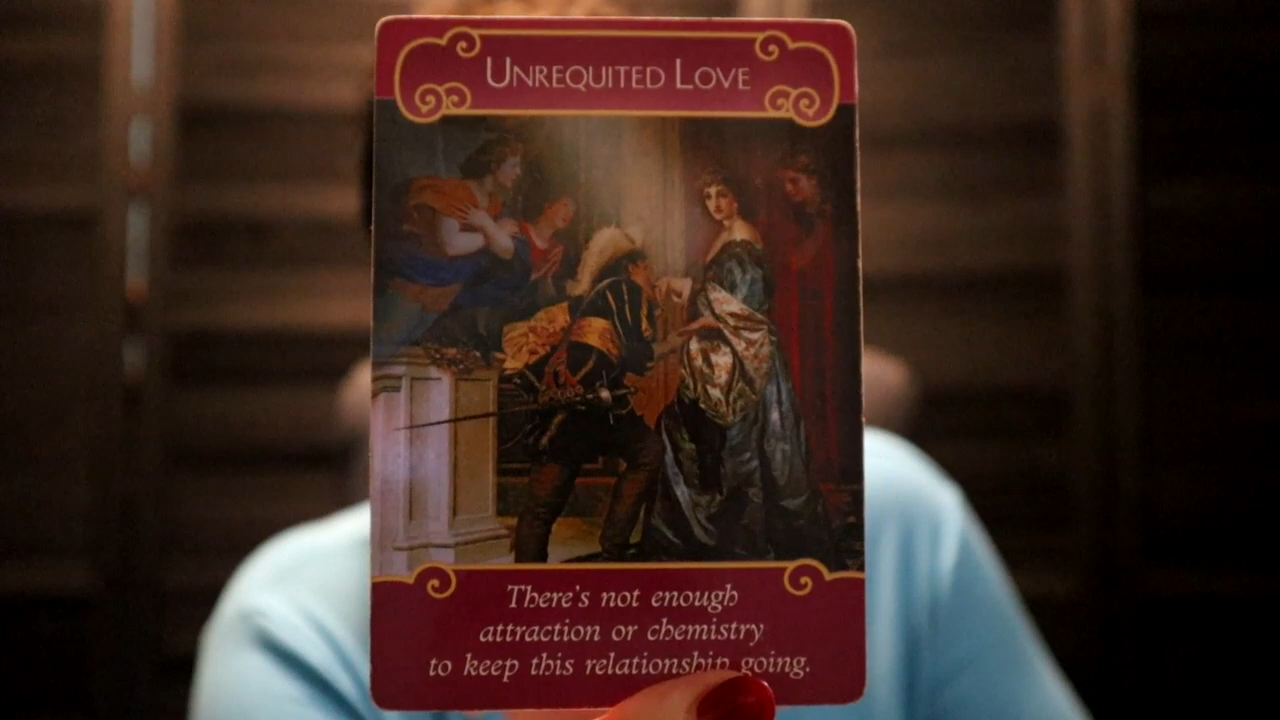 UNREQUITED LOVE
There's not enough
attraction or chemistry
to keep this relationship going.